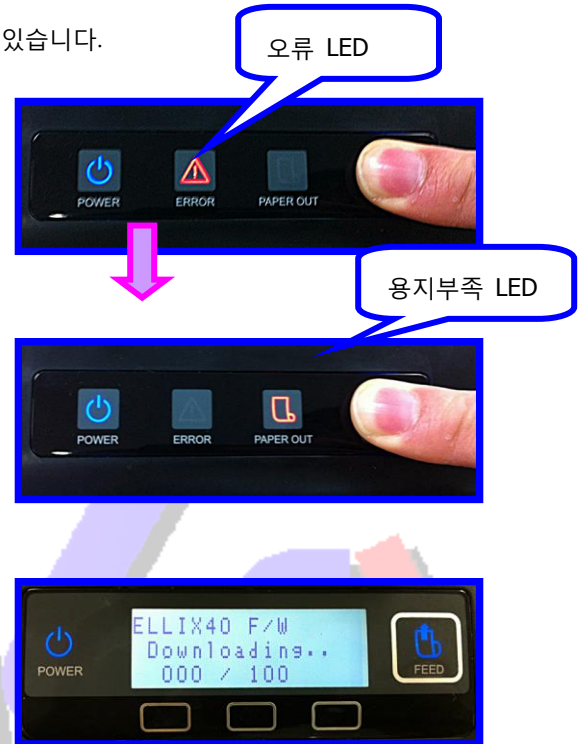 있습니다.
오류 LED
POWER
ERROR
PAPER OUT
용지부족 LED
POWER
ERROR
PAPER OUT
ELLIX40 F/W
Downloading..
000 / 100
POWER
FEED